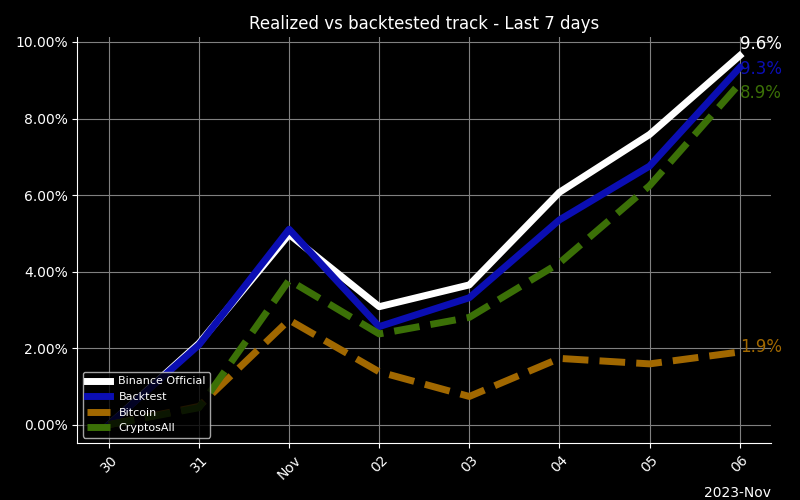 Realized vs backtested track - Last 7 days
10.00%
8.00%
6.00%
4.00%
2.00%
0.00%
9.6%
9.3%
8.9%
1.9%
Binance Official
Backtest
Bitcoin
CryptosAll
30
31
Nov
02
03
04
05
06
2023-Nov